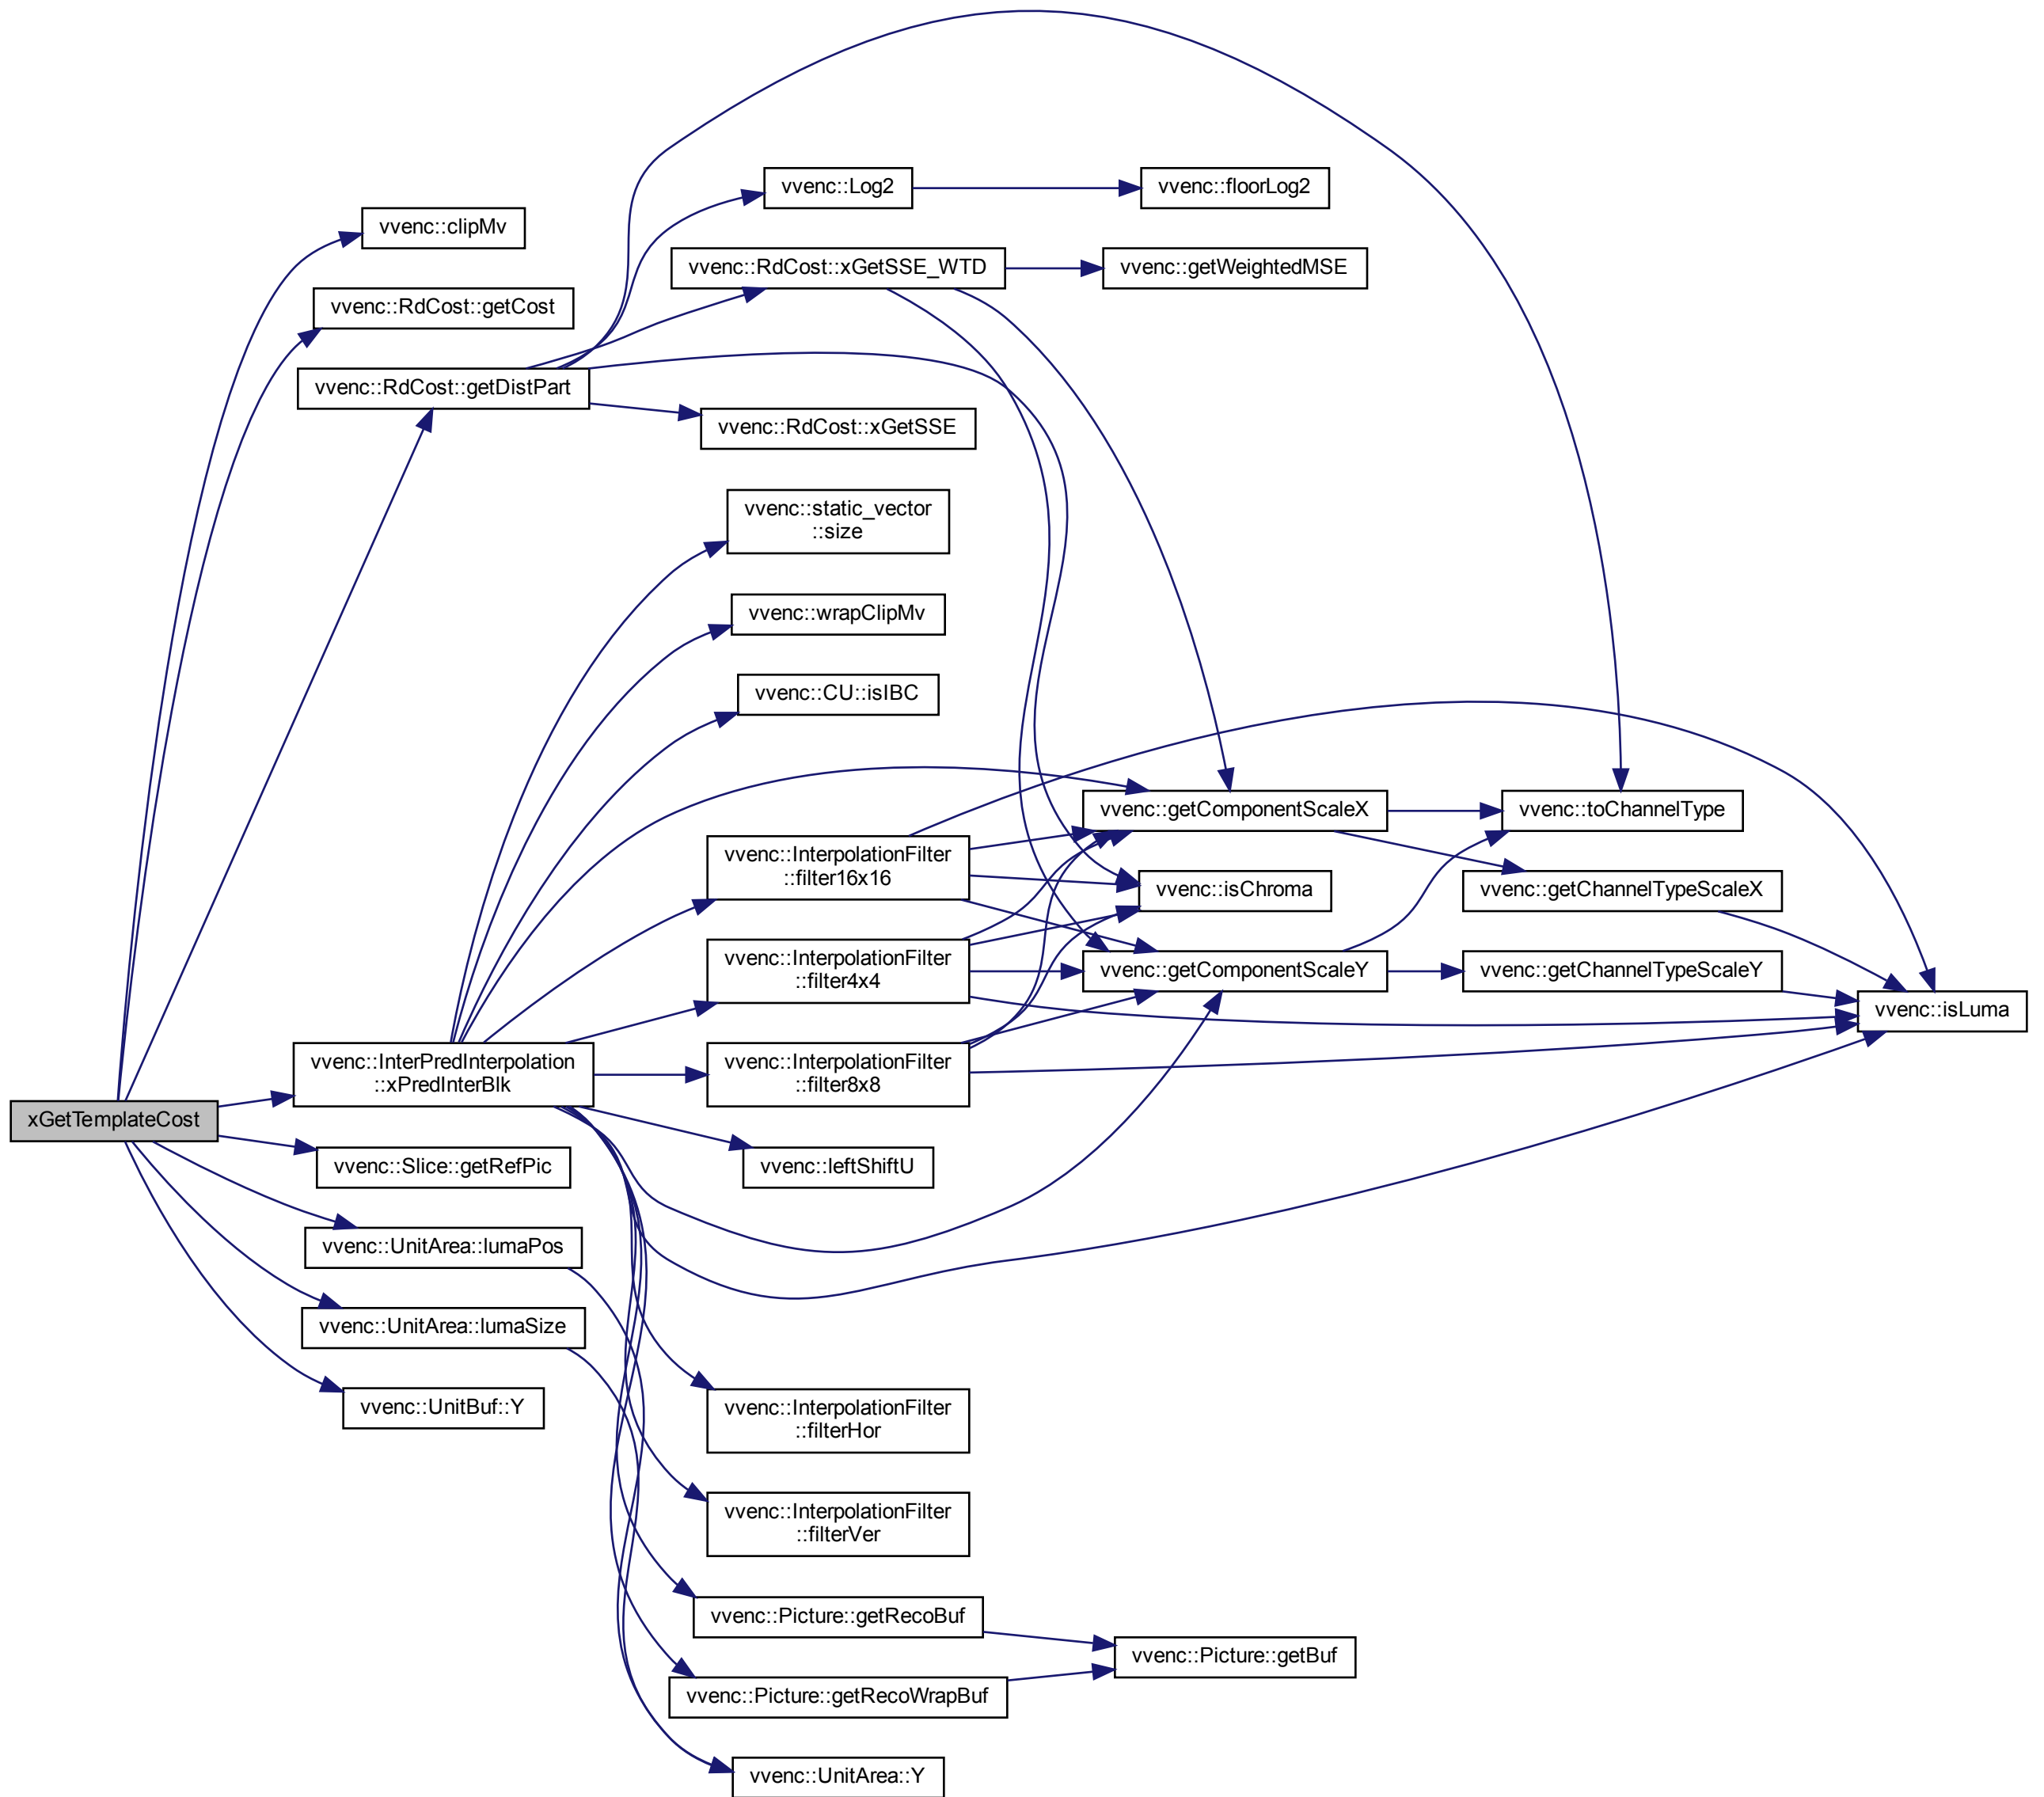 vvenc::Log2
vvenc::floorLog2
vvenc::clipMv
vvenc::RdCost::xGetSSE_WTD
vvenc::getWeightedMSE
vvenc::RdCost::getCost
vvenc::RdCost::getDistPart
vvenc::RdCost::xGetSSE
vvenc::static_vector
::size
vvenc::wrapClipMv
vvenc::CU::isIBC
vvenc::getComponentScaleX
vvenc::toChannelType
vvenc::InterpolationFilter
::filter16x16
vvenc::isChroma
vvenc::getChannelTypeScaleX
vvenc::InterpolationFilter
::filter4x4
vvenc::getComponentScaleY
vvenc::getChannelTypeScaleY
vvenc::isLuma
vvenc::InterPredInterpolation
::xPredInterBlk
vvenc::InterpolationFilter
::filter8x8
xGetTemplateCost
vvenc::Slice::getRefPic
vvenc::leftShiftU
vvenc::UnitArea::lumaPos
vvenc::UnitArea::lumaSize
vvenc::UnitBuf::Y
vvenc::InterpolationFilter
::filterHor
vvenc::InterpolationFilter
::filterVer
vvenc::Picture::getRecoBuf
vvenc::Picture::getBuf
vvenc::Picture::getRecoWrapBuf
vvenc::UnitArea::Y